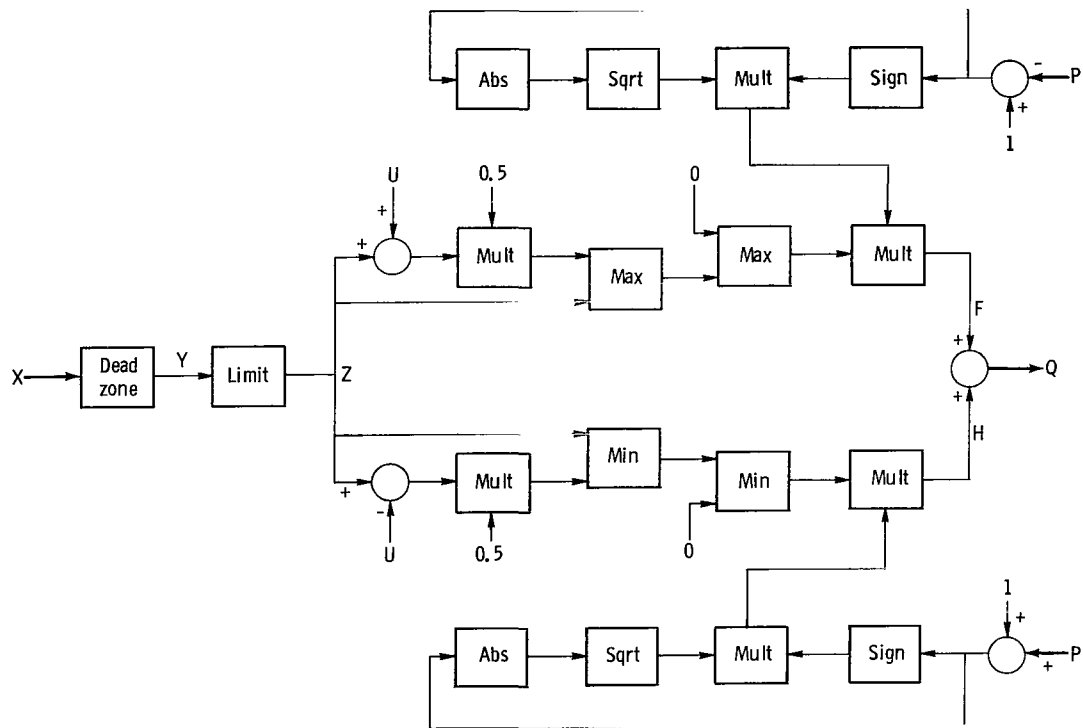 Abs
Sqrt
Mult
Sign
-
P
+
1
U
+
0.5
0
+
Mult
Max
Max
Mult
F
X
Dead
zone
Y
Limit
Z
+
Q
+
H
Min
Min
Mult
+
-
U
Mult
0.5
0
1
+
Abs
Sqrt
Mult
Sign
P
+